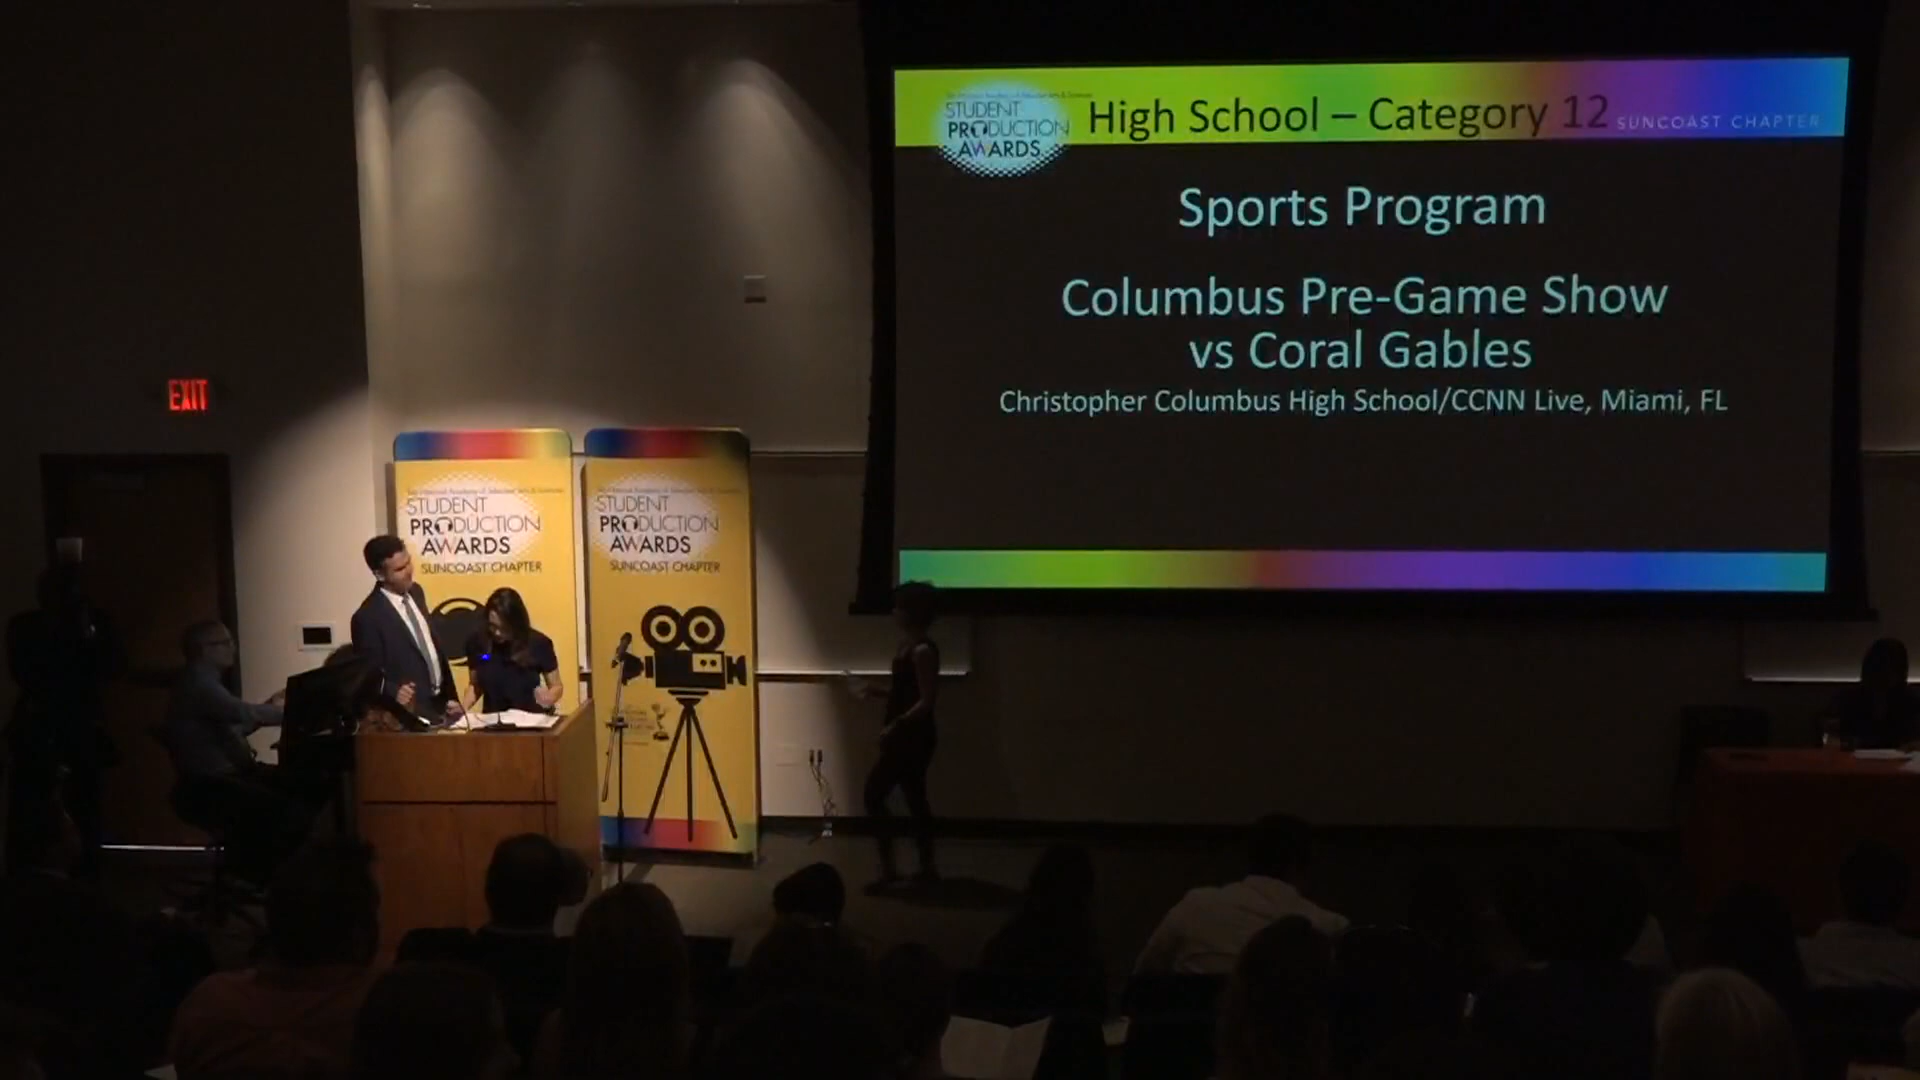 STUDENT
PRODUCTION
AWARDS
High School – Category 12
SUNCOAST CHAPTER
Sports Program
Columbus Pre-Game Show
vs Coral Gables
Christopher Columbus High School/CCNN Live, Miami, FL
EXIT
STUDENT
PRODUCTION
AWARDS
SUNCOAST CHAPTER
STUDENT
PRODUCTION
AWARDS
SUNCOAST CHAPTER